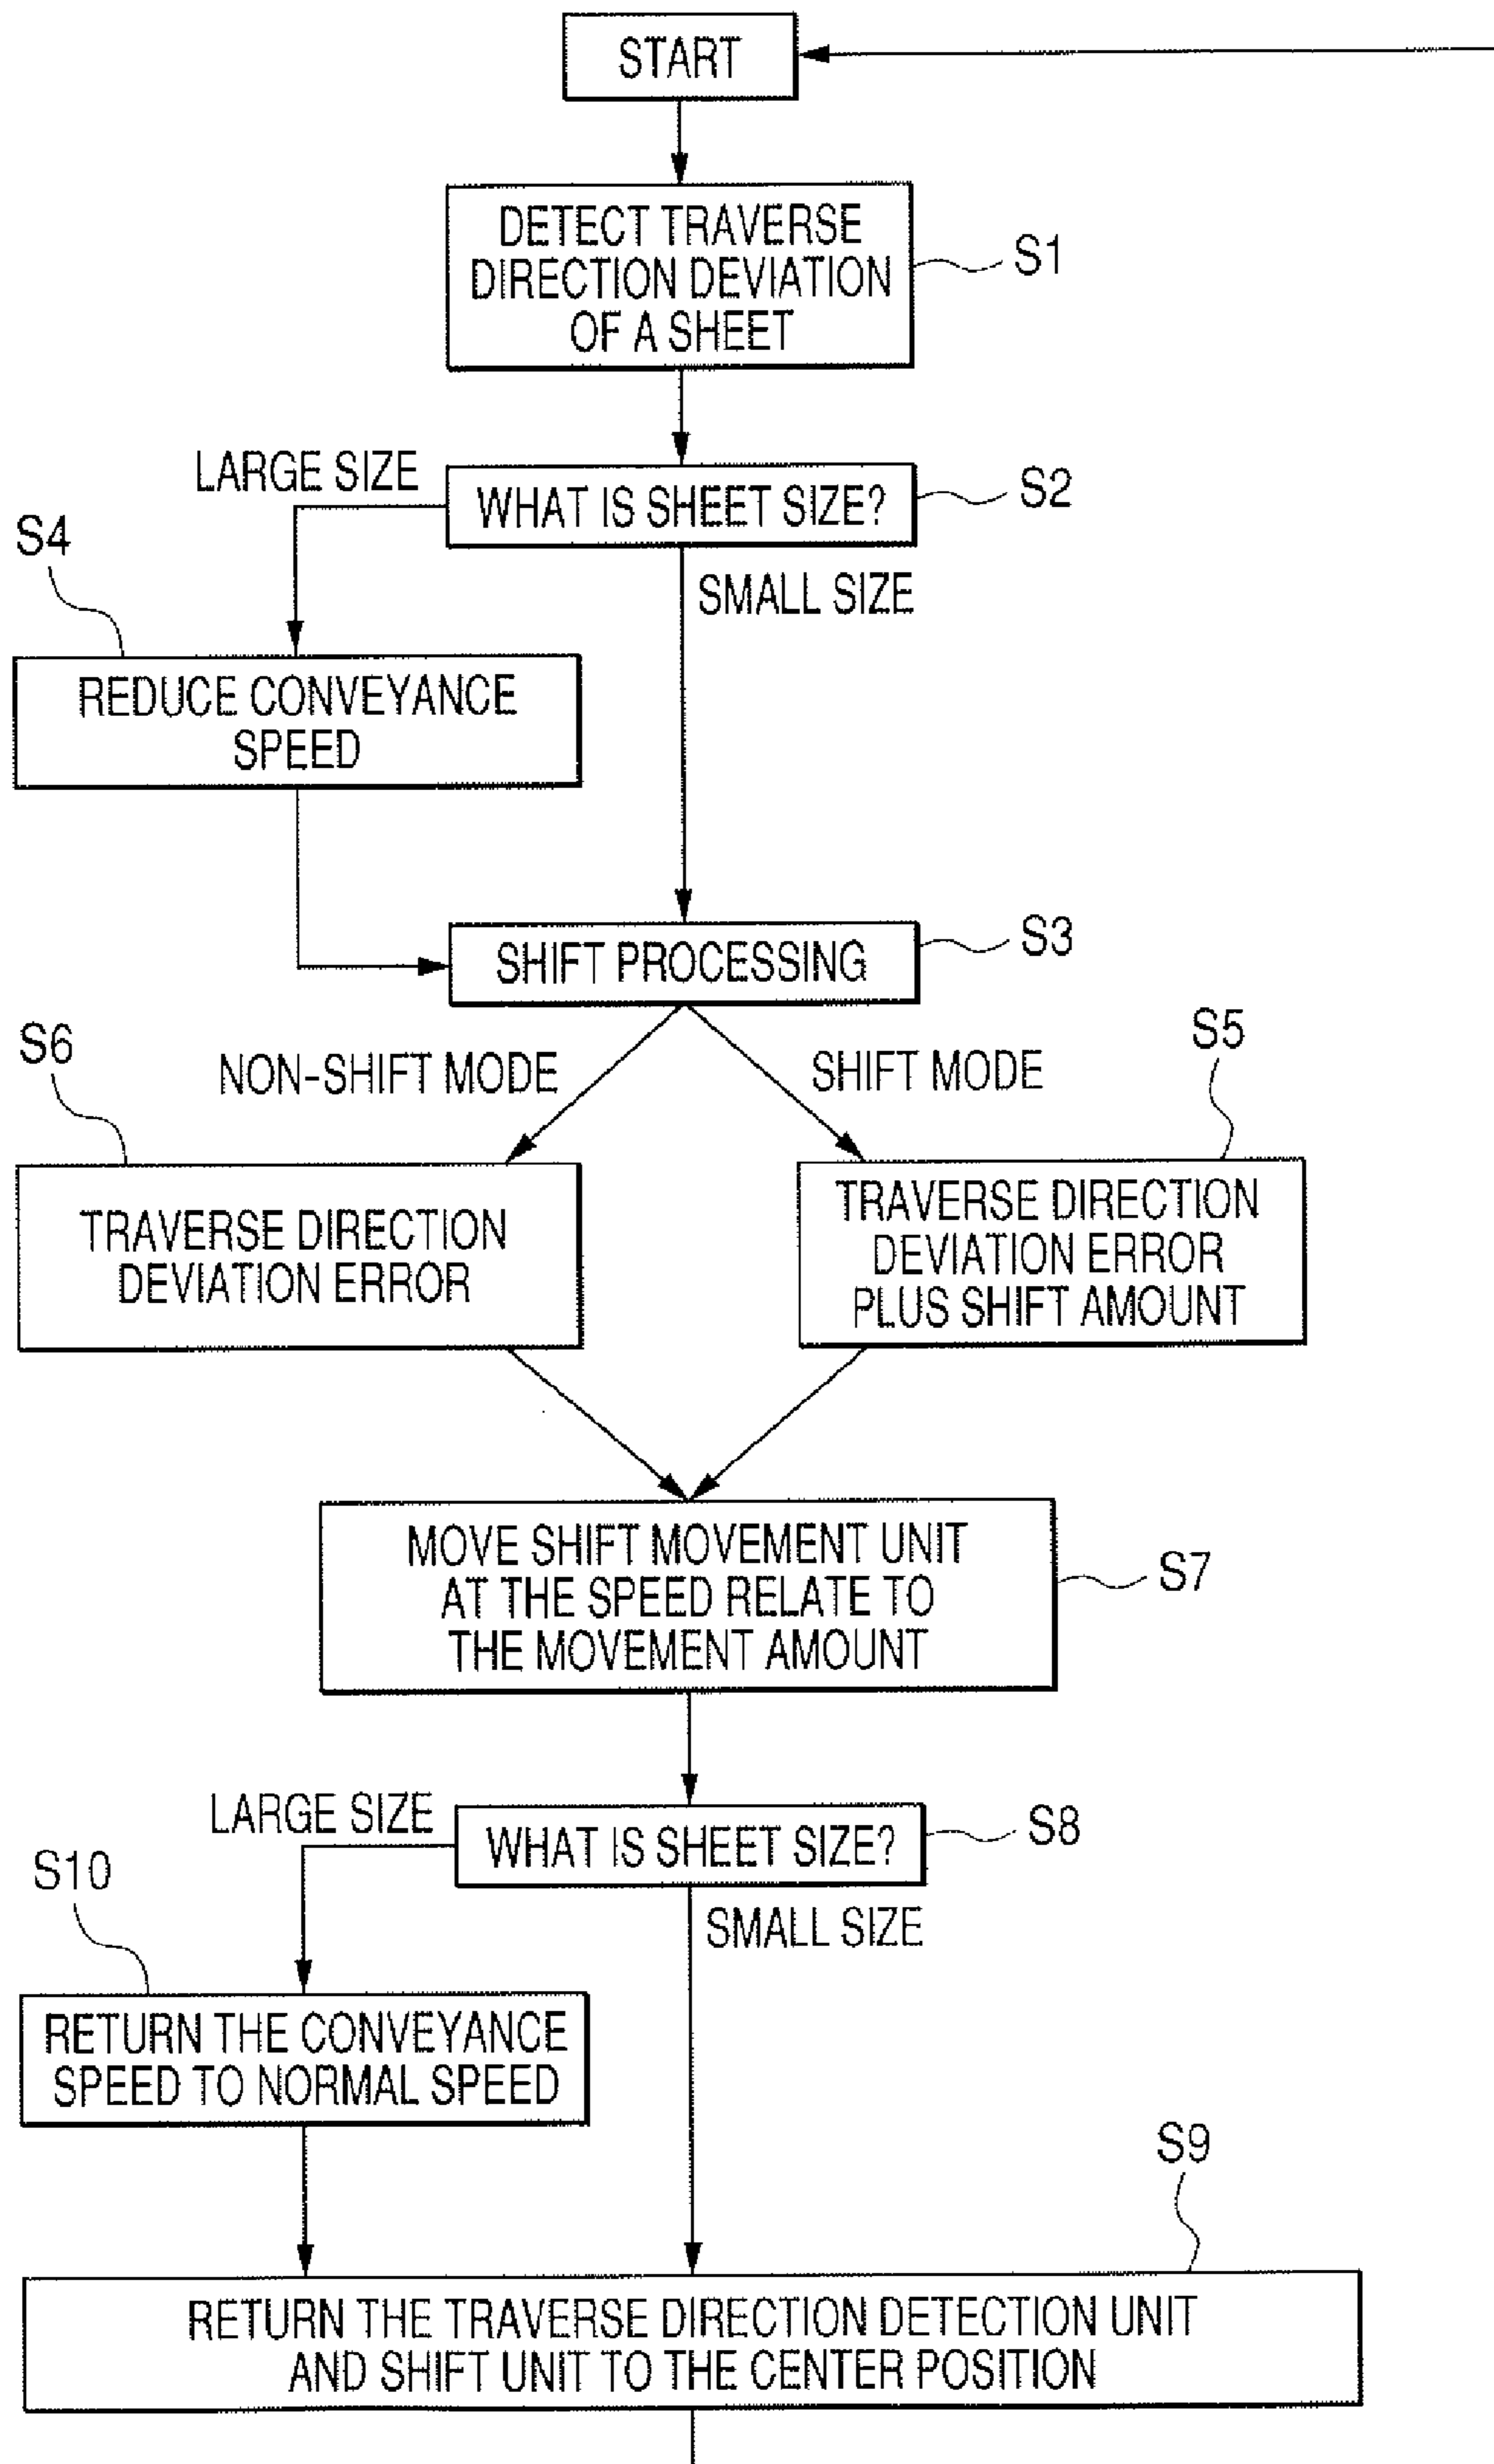 START
DETECT TRAVERSE
DIRECTION DEVIATION
OF A SHEET
S1
LARGE SIZE
WHAT IS SHEET SIZE?
S2
S4
SMALL SIZE
REDUCE CONVEYANCE
SPEED
SHIFT PROCESSING
S3
S6
NON-SHIFT MODE
SHIFT MODE
S5
TRAVERSE DIRECTION
DEVIATION ERROR
TRAVERSE DIRECTION
DEVIATION ERROR
PLUS SHIFT AMOUNT
MOVE SHIFT MOVEMENT UNIT
AT THE SPEED RELATE TO
THE MOVEMENT AMOUNT
S7
LARGE SIZE
WHAT IS SHEET SIZE?
S8
S10
SMALL SIZE
RETURN THE CONVEYANCE
SPEED TO NORMAL SPEED
S9
RETURN THE TRAVERSE DIRECTION DETECTION UNIT
AND SHIFT UNIT TO THE CENTER POSITION